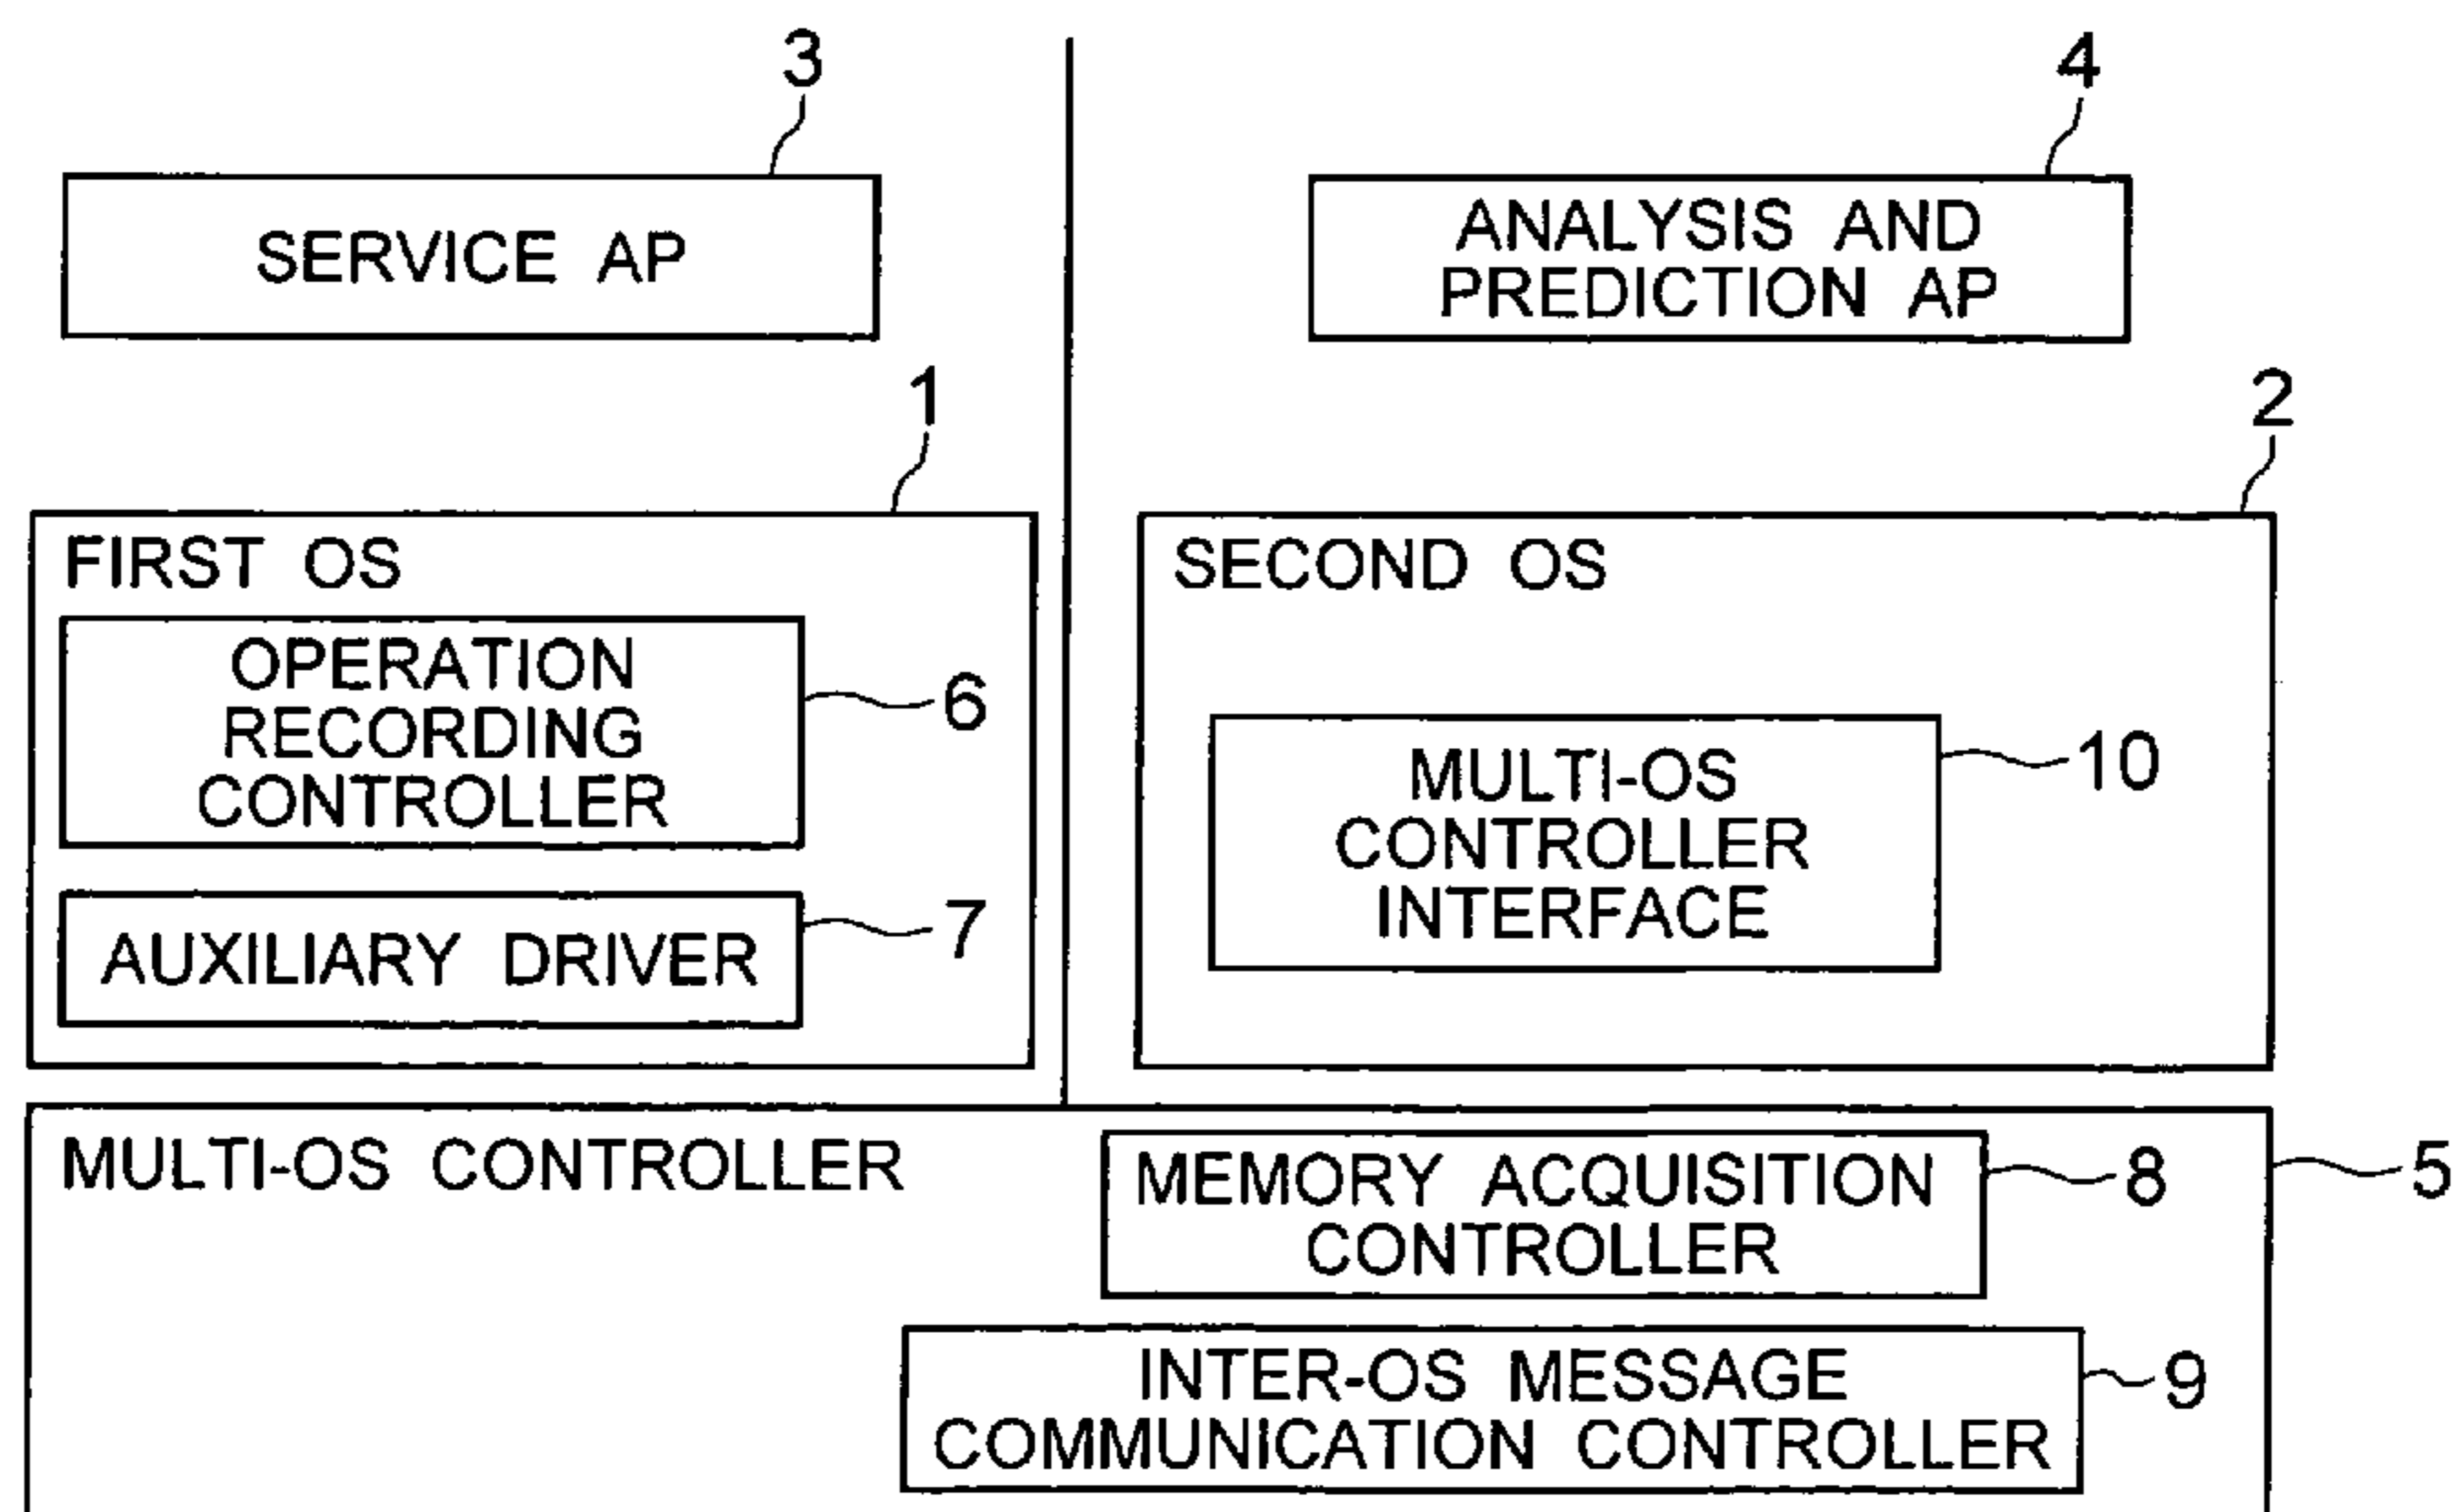 3
4
SERVICE AP
ANALYSIS AND
PREDICTION AP
1
2
FIRST OS
OPERATION
RECORDING
CONTROLLER
6
AUXILIARY DRIVER
7
SECOND OS
MULTI-OS
CONTROLLER
INTERFACE
10
MULTI-OS CONTROLLER
MEMORY ACQUISITION
CONTROLLER
8
5
INTER-OS MESSAGE
COMMUNICATION CONTROLLER
9